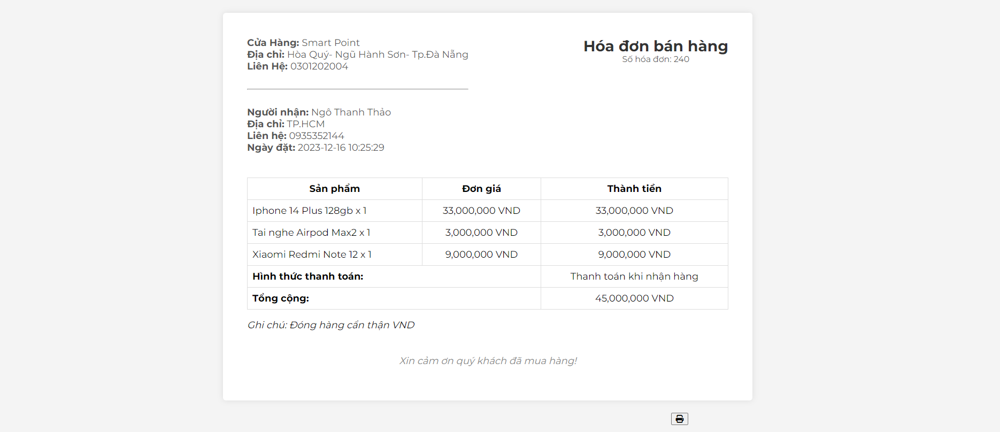 Cửa Hàng: Smart Point
Địa chỉ: Hòa Quý- Ngũ Hành Sơn- Tp.Đà Nẵng
Liên Hệ: 0301202004
Hóa đơn bán hàng
Số hóa đơn: 240
Người nhận: Ngô Thanh Thảo
Địa chỉ: TP.HCM
Liên hệ: 0935352144
Ngày đặt: 2023-12-16 10:25:29
Sản phẩm Đơn giá Thành tiền
Iphone 14 Plus 128gb x 1 33,000,000 VND 33,000,000 VND
Tai nghe Airpod Max2 x 1 3,000,000 VND 3,000,000 VND
Xiaomi Redmi Note 12 x 1 9,000,000 VND 9,000,000 VND
Hình thức thanh toán: Thanh toán khi nhận hàng
Tổng cộng: 45,000,000 VND
Ghi chú: Đóng hàng cẩn thận VND
Xin cảm ơn quý khách đã mua hàng!